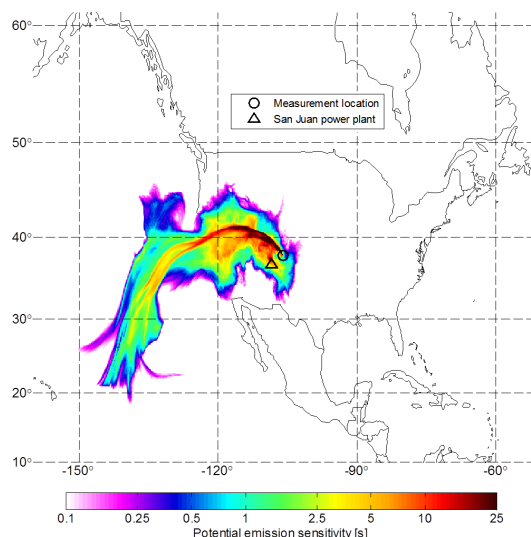 60°
Measurement location
San Juan power plant
50°
40°
30°
20°
10°
-150° -120° -90° -60°
0.1 0.25 0.5 1 2.5 5 10 25
Potential emission sensitivity [s]